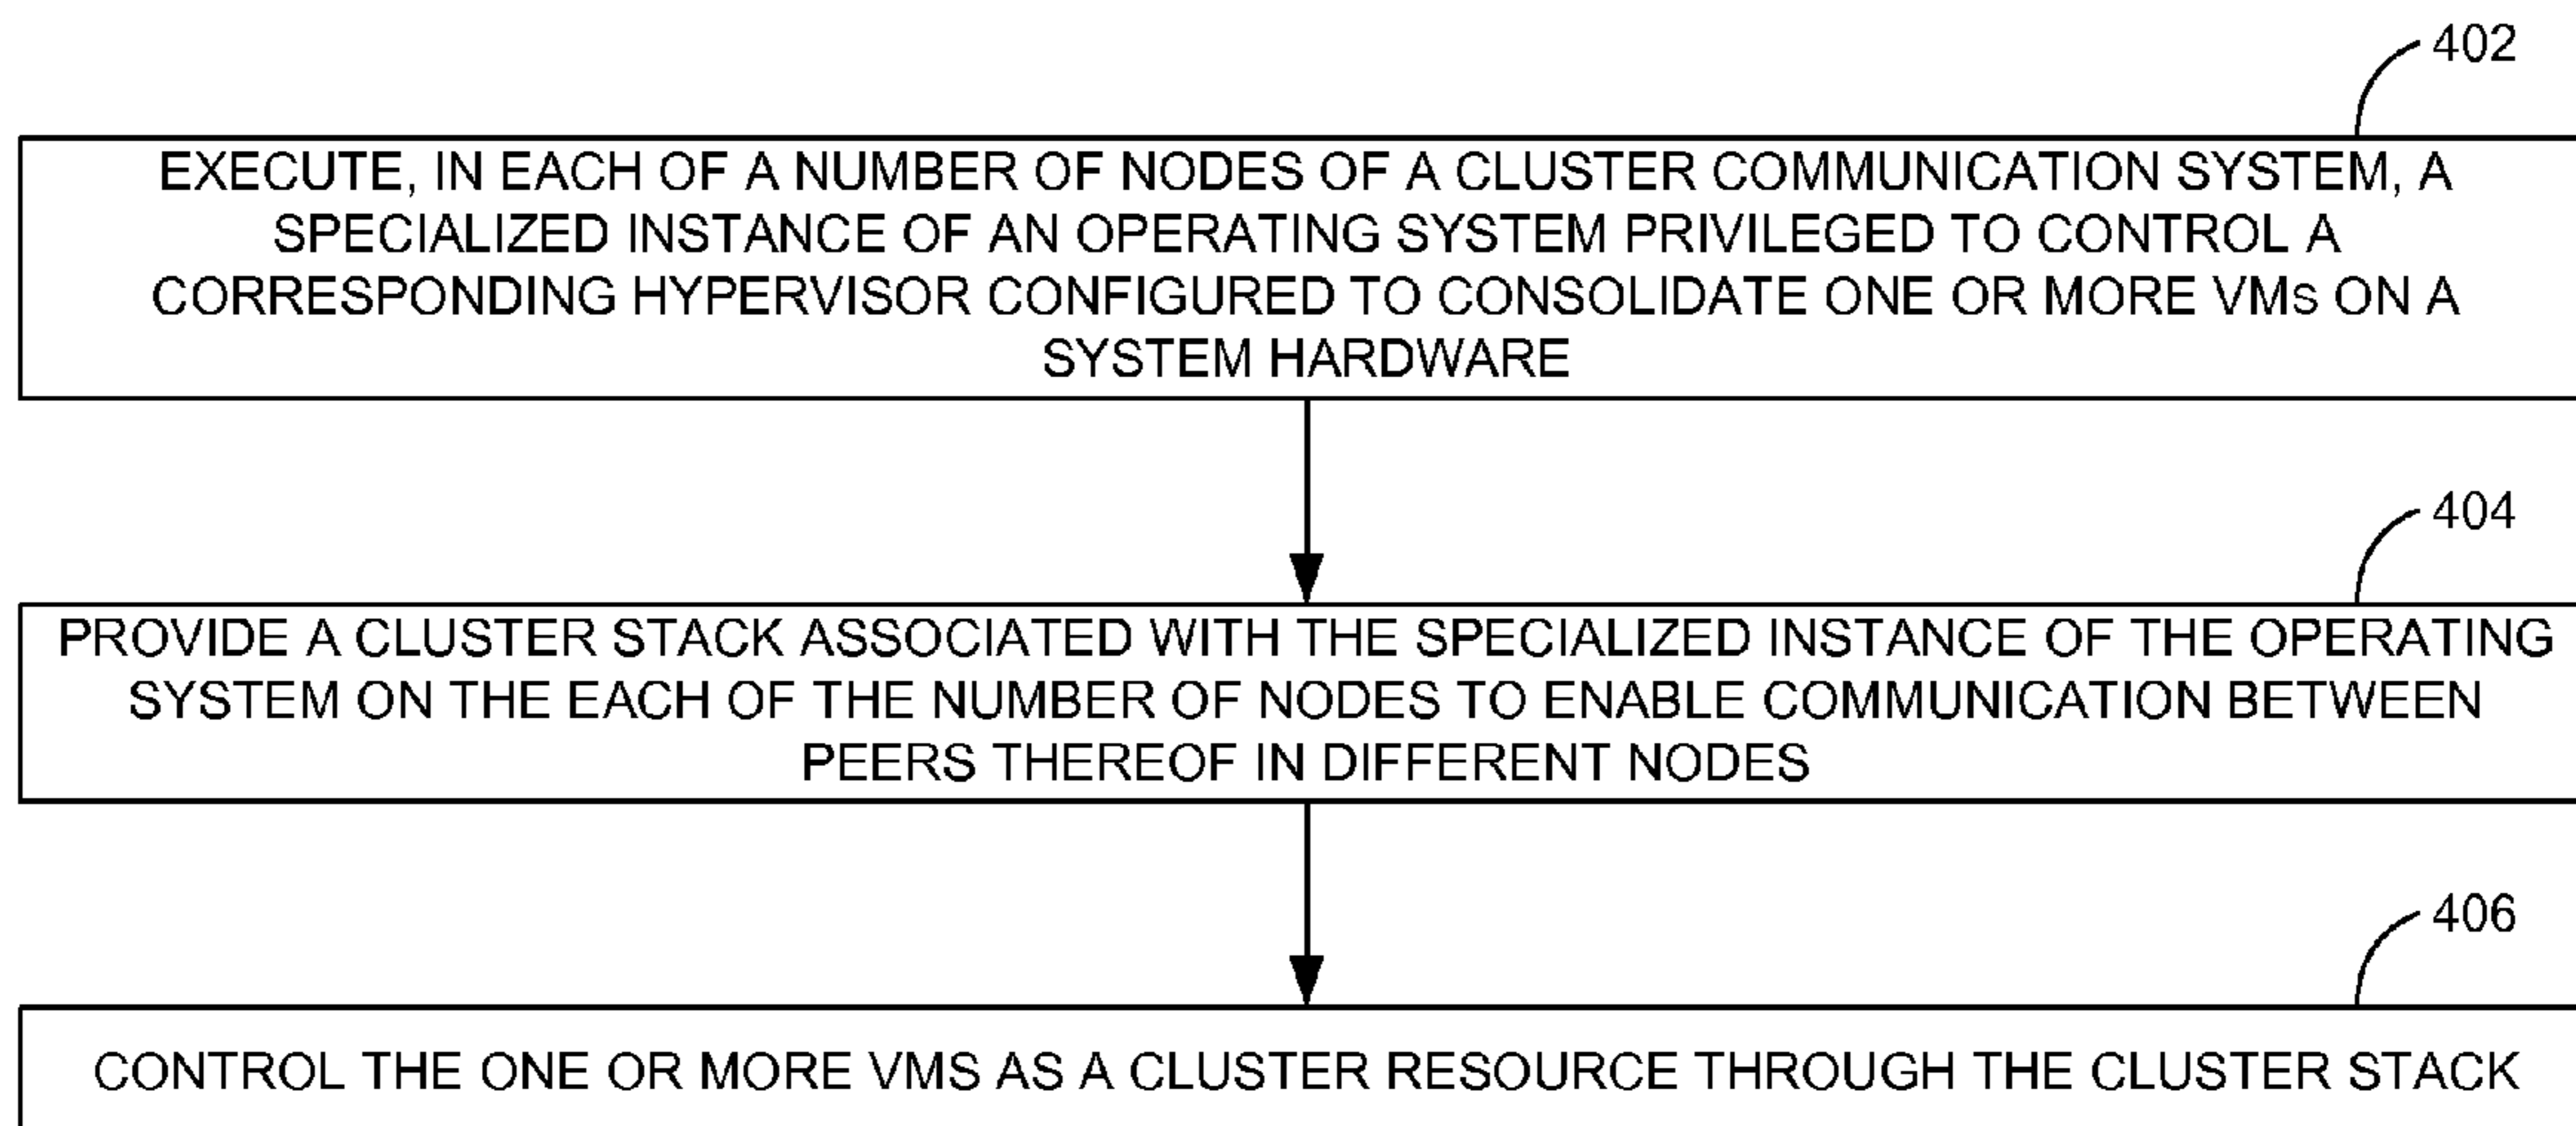 402
EXECUTE, IN EACH OF A NUMBER OF NODES OF A CLUSTER COMMUNICATION SYSTEM, A
SPECIALIZED INSTANCE OF AN OPERATING SYSTEM PRIVILEGED TO CONTROL A
CORRESPONDING HYPERVISOR CONFIGURED TO CONSOLIDATE ONE OR MORE VMs ON A
SYSTEM HARDWARE
404
PROVIDE A CLUSTER STACK ASSOCIATED WITH THE SPECIALIZED INSTANCE OF THE OPERATING
SYSTEM ON THE EACH OF THE NUMBER OF NODES TO ENABLE COMMUNICATION BETWEEN
PEERS THEREOF IN DIFFERENT NODES
406
CONTROL THE ONE OR MORE VMS AS A CLUSTER RESOURCE THROUGH THE CLUSTER STACK